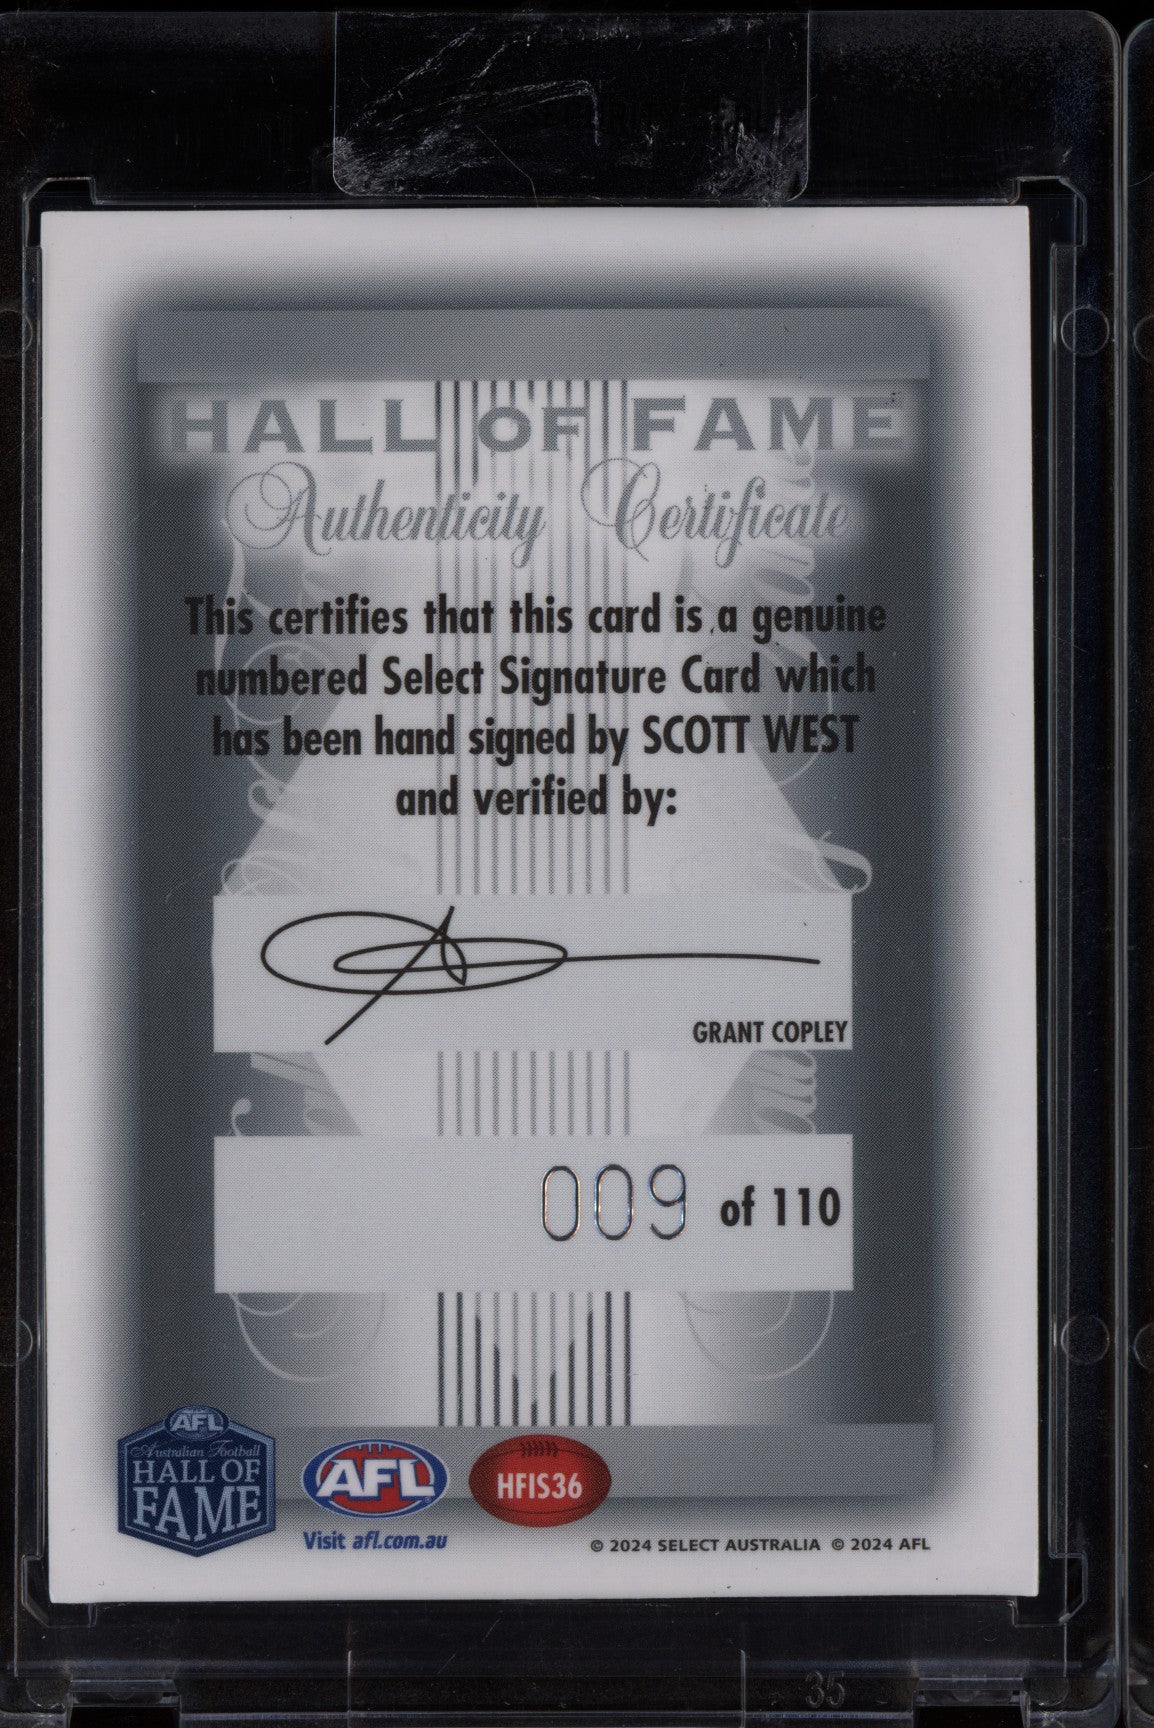 HALL OF FAME
Authenticity Certificate
This certifies that this card is a genuine
numbered Select Signature Card which
has been hand signed by SCOTT WEST
and verified by:
GRANT COPLEY
009 of 110
AFL
Australian Football
HALL OF
FAME
AFL
Visit afl.com.au
HFIS36
© 2024 SELECT AUSTRALIA © 2024 AFL
35